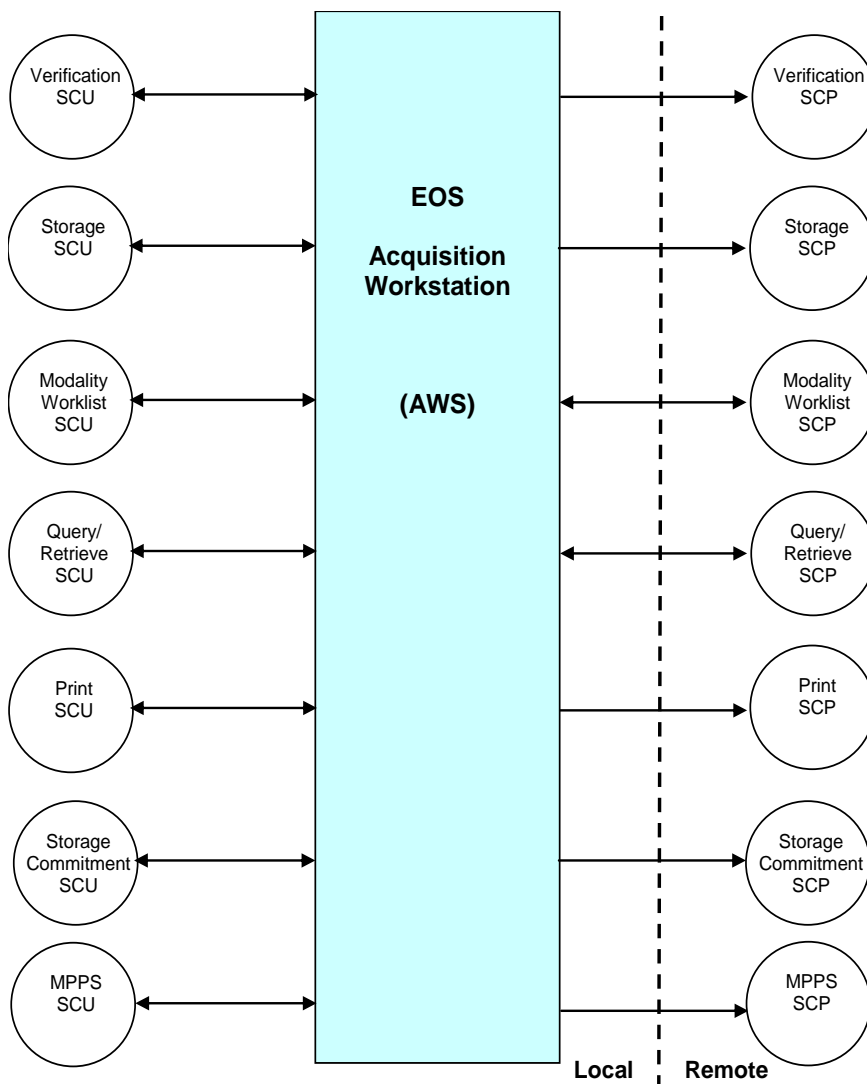 Verification
SCU
Verification
SCP
EOS
Acquisition
Workstation
(AWS)
Storage
SCU
Storage
SCP
Modality
Worklist
SCU
Modality
Worklist
SCP
Query/
Retrieve
SCU
Query/
Retrieve
SCP
Print
SCU
Print
SCP
Storage
Commitment
SCU
Storage
Commitment
SCP
MPPS
SCU
MPPS
SCP
Local
Remote